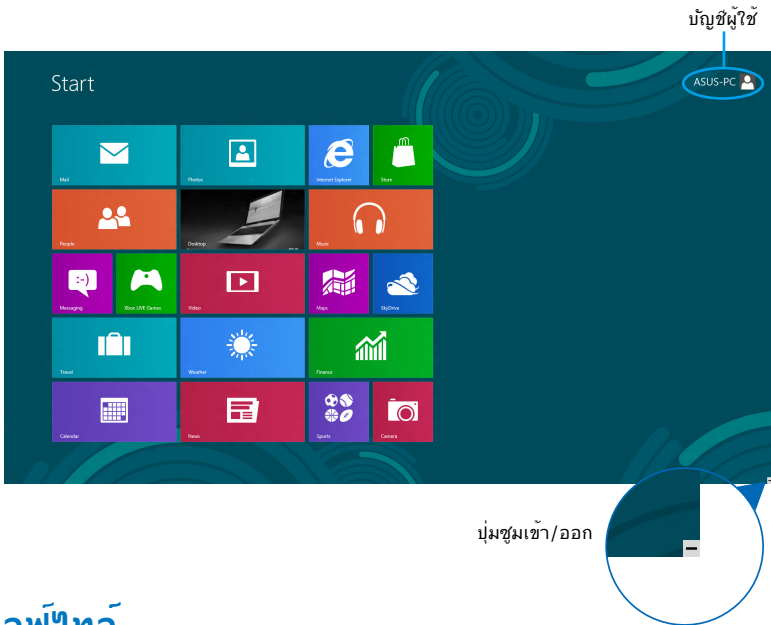 บัญชีผู้ใช้
Start
ASUS-PC
Mail
Photos
Internet Explorer
Store
People
Desktop
Music
Messaging
Xbox LIVE Games
Video
Maps
SkyDrive
Travel
Weather
Finance
Calendar
News
Sports
Camera
ปุ่มซูมเข้า/ออก